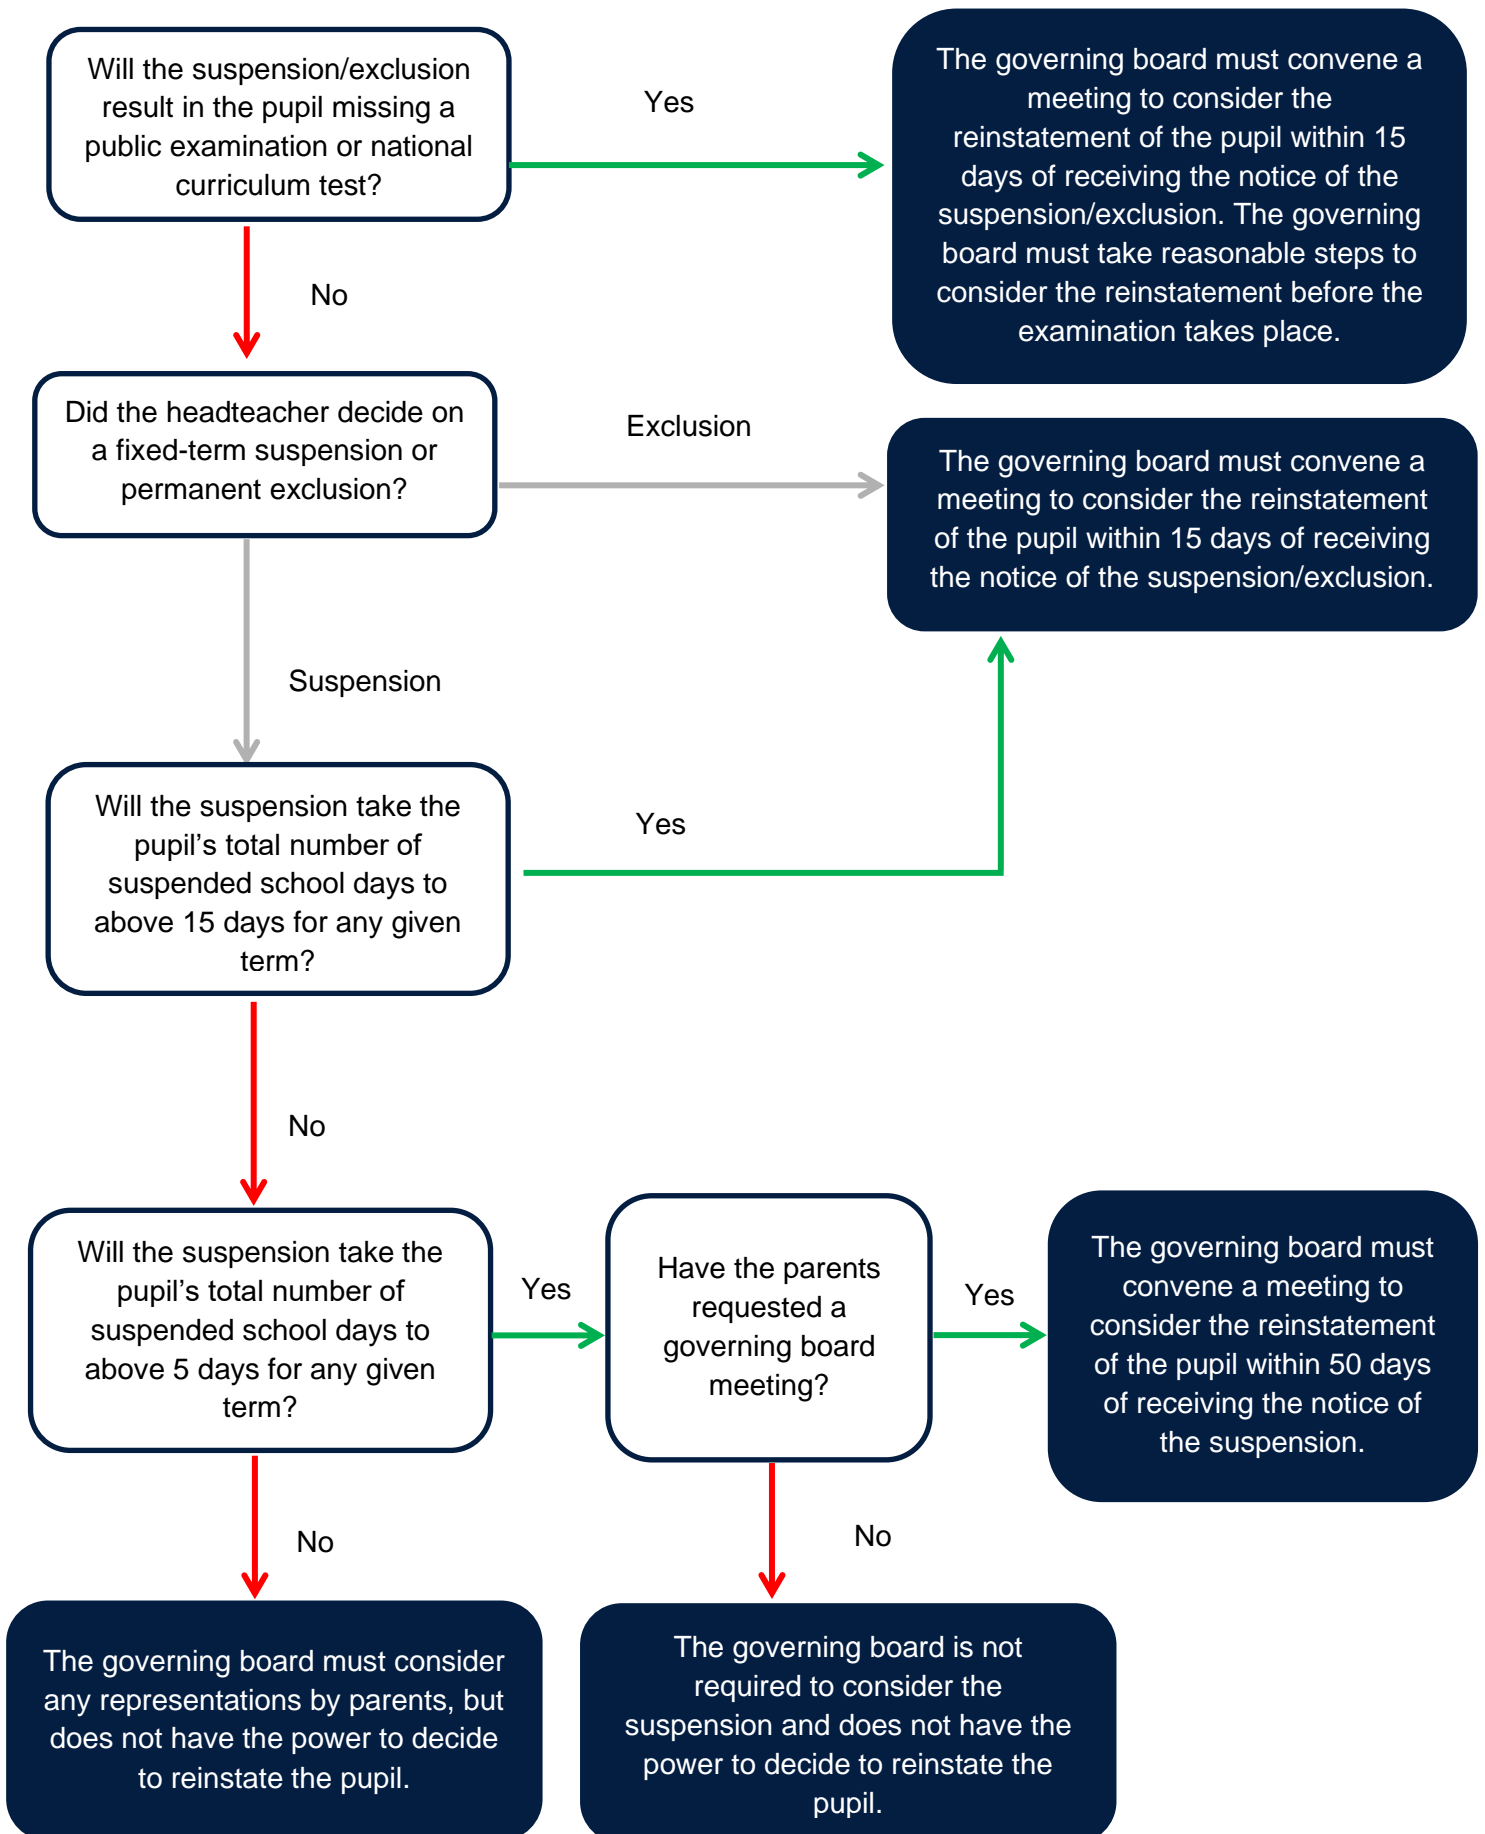 Will the suspension/exclusion
result in the pupil missing a
public examination or national
curriculum test?
Yes
The governing board must convene a
meeting to consider the
reinstatement of the pupil within 15
days of receiving the notice of the
suspension/exclusion. The governing
board must take reasonable steps to
consider the reinstatement before the
examination takes place.
No
Did the headteacher decide on
a fixed-term suspension or
permanent exclusion?
Exclusion
The governing board must convene a
meeting to consider the reinstatement
of the pupil within 15 days of receiving
the notice of the suspension/exclusion.
Suspension
Will the suspension take the
pupil’s total number of
suspended school days to
above 15 days for any given
term?
Yes
No
Will the suspension take the
pupil’s total number of
suspended school days to
above 5 days for any given
term?
Yes
Have the parents
requested a
governing board
meeting?
Yes
The governing board must
convene a meeting to
consider the reinstatement
of the pupil within 50 days
of receiving the notice of
the suspension.
No
No
The governing board must consider
any representations by parents, but
does not have the power to decide
to reinstate the pupil.
The governing board is not
required to consider the
suspension and does not have the
power to decide to reinstate the
pupil.